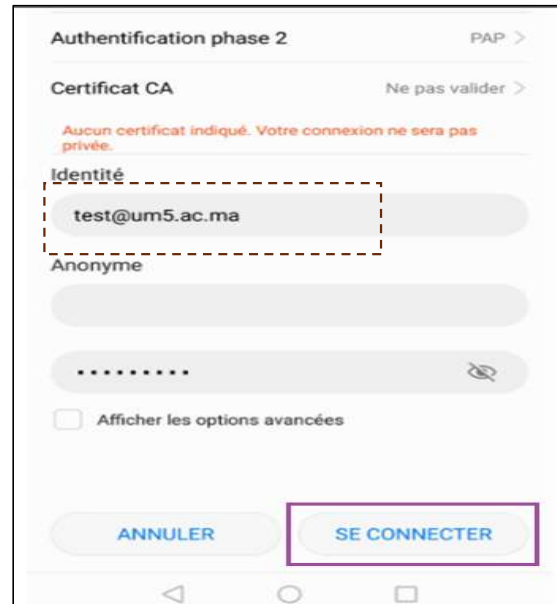 Authentification phase 2 PAP >
Certificat CA Ne pas valider >
Aucun certificat indiqué. Votre connexion ne sera pas
privée.
Identité
test@um5.ac.ma
Anonyme
•••••••••
Afficher les options avancées
ANNULER SE CONNECTER